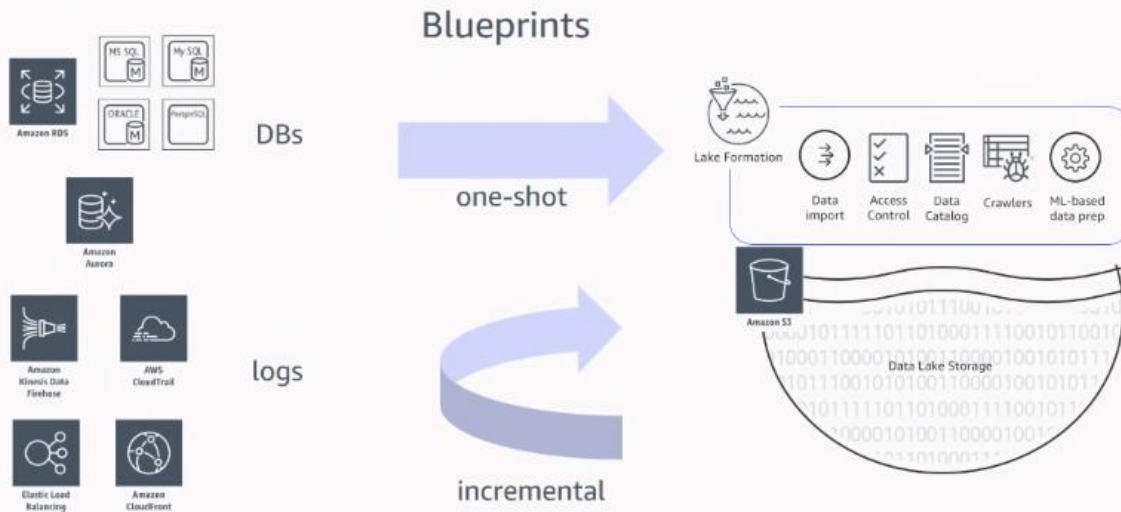 Blueprints
MS SQL
M
My SQL
M
ORACLE
M
PostgreSQL
Amazon RDS
DBs
Amazon
Aurora
Amazon
Kinesis Data
Firehose
AWS
CloudTrail
logs
Elastic Load
Balancing
Amazon
CloudFront
one-shot
incremental
Lake Formation
Data
import
Access
Control
Data
Catalog
Crawlers
ML-based
data prep
Amazon S3
Data Lake Storage